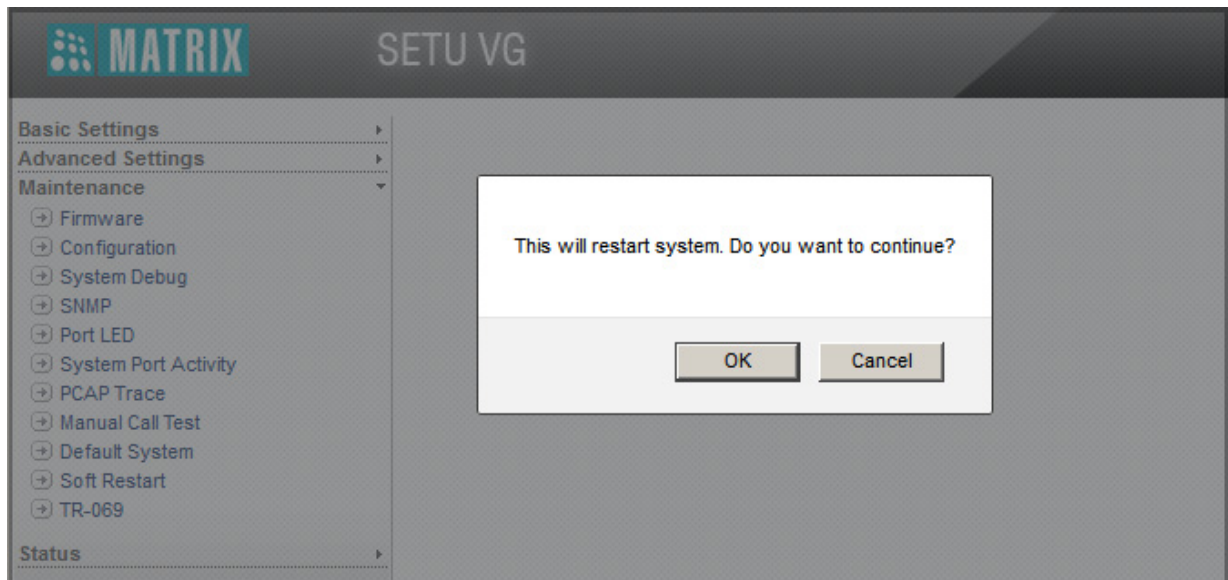 MATRIX SETU VG
Basic Settings
Advanced Settings
Maintenance
Firmware
Configuration
System Debug
SNMP
Port LED
System Port Activity
PCAP Trace
Manual Call Test
Default System
Soft Restart
TR-069
Status
This will restart system. Do you want to continue?
OK Cancel